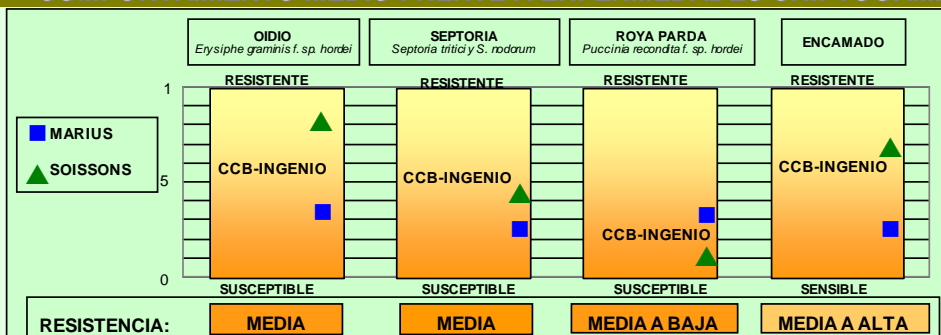 OIDIO
Erysiphe graminis f. sp. hordei
SEPTORIA
Septoria tritici y S. nodorum
ROYA PARDA
Puccinia recondita f. sp. hordei
ENCAMADO
RESISTENTE
RESISTENTE
RESISTENTE
RESISTENTE
1
MARIUS
SOISSONS
5
0
CCB-INGENIO
CCB-INGENIO
CCB-INGENIO
CCB-INGENIO
SUSCEPTIBLE
SUSCEPTIBLE
SUSCEPTIBLE
SENSIBLE
RESISTENCIA:
MEDIA
MEDIA
MEDIA A BAJA
MEDIA A ALTA